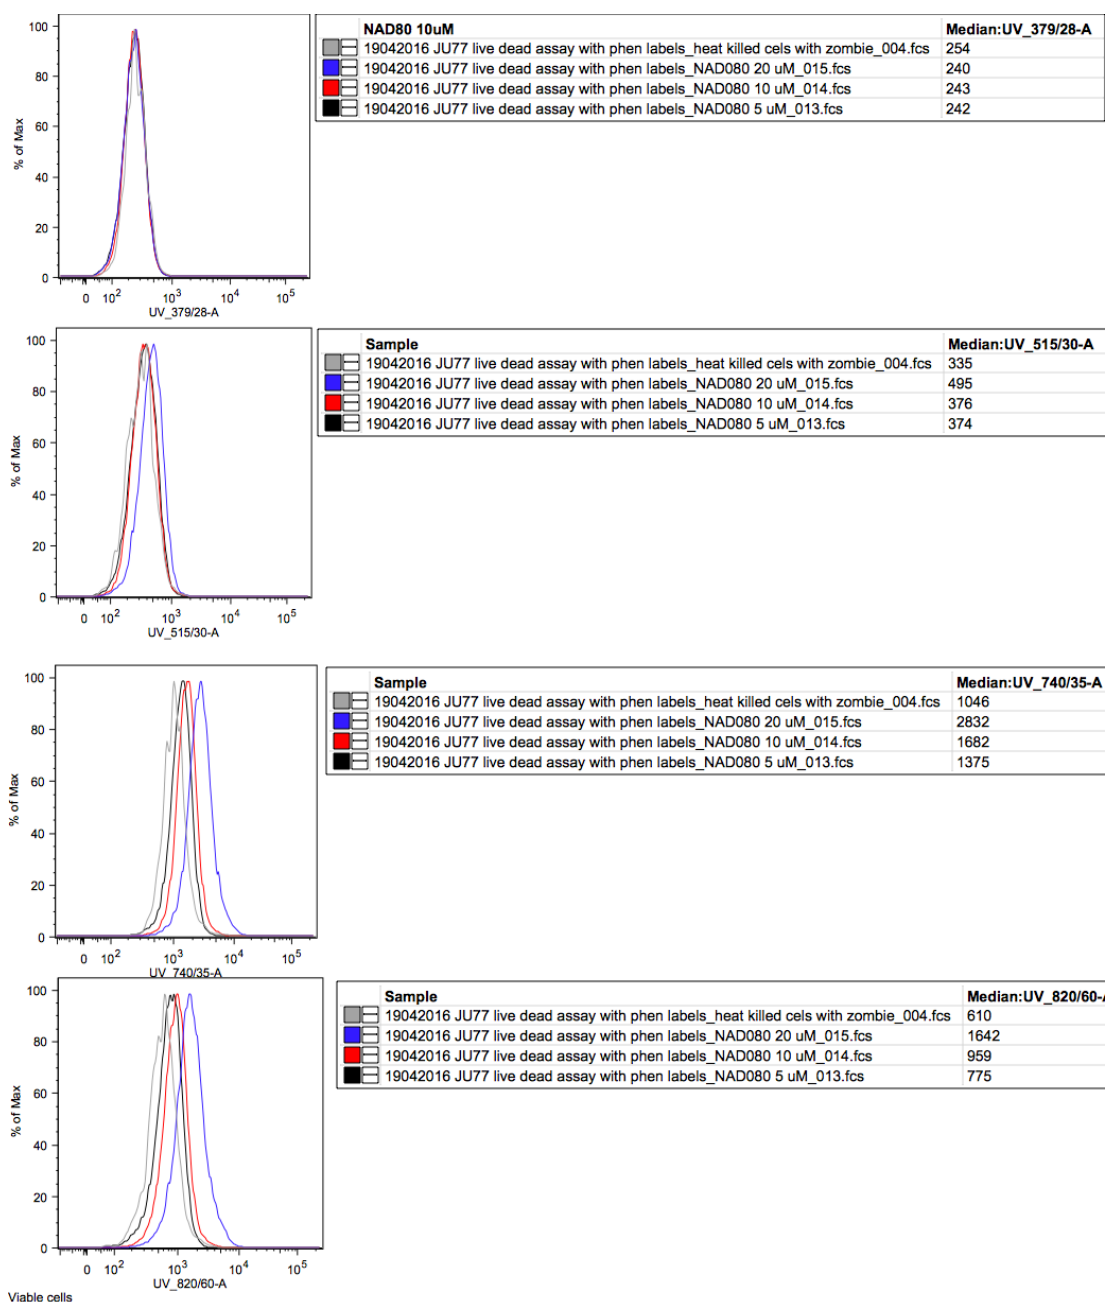 NAD80 10uM Median:UV_379/28-A
19042016 JU77 live dead assay with phen labels_heat killed cels with zombie_004.fcs 254
19042016 JU77 live dead assay with phen labels_NAD080 20 uM_015.fcs 240
19042016 JU77 live dead assay with phen labels_NAD080 10 uM_014.fcs 243
19042016 JU77 live dead assay with phen labels_NAD080 5 uM_013.fcs 242
100
80
60
40
20
0
% of Max
0 10^2 10^3 10^4 10^5
UV_379/28-A
Sample Median:UV_515/30-A
19042016 JU77 live dead assay with phen labels_heat killed cels with zombie_004.fcs 335
19042016 JU77 live dead assay with phen labels_NAD080 20 uM_015.fcs 495
19042016 JU77 live dead assay with phen labels_NAD080 10 uM_014.fcs 376
19042016 JU77 live dead assay with phen labels_NAD080 5 uM_013.fcs 374
100
80
60
40
20
0
% of Max
0 10^2 10^3 10^4 10^5
UV_515/30-A
Sample Median:UV_740/35-A
19042016 JU77 live dead assay with phen labels_heat killed cels with zombie_004.fcs 1046
19042016 JU77 live dead assay with phen labels_NAD080 20 uM_015.fcs 2832
19042016 JU77 live dead assay with phen labels_NAD080 10 uM_014.fcs 1682
19042016 JU77 live dead assay with phen labels_NAD080 5 uM_013.fcs 1375
100
80
60
40
20
0
% of Max
0 10^2 10^3 10^4 10^5
UV_740/35-A
Sample Median:UV_820/60-A
19042016 JU77 live dead assay with phen labels_heat killed cels with zombie_004.fcs 610
19042016 JU77 live dead assay with phen labels_NAD080 20 uM_015.fcs 1642
19042016 JU77 live dead assay with phen labels_NAD080 10 uM_014.fcs 959
19042016 JU77 live dead assay with phen labels_NAD080 5 uM_013.fcs 775
100
80
60
40
20
0
% of Max
0 10^2 10^3 10^4 10^5
UV_820/60-A
Viable cells